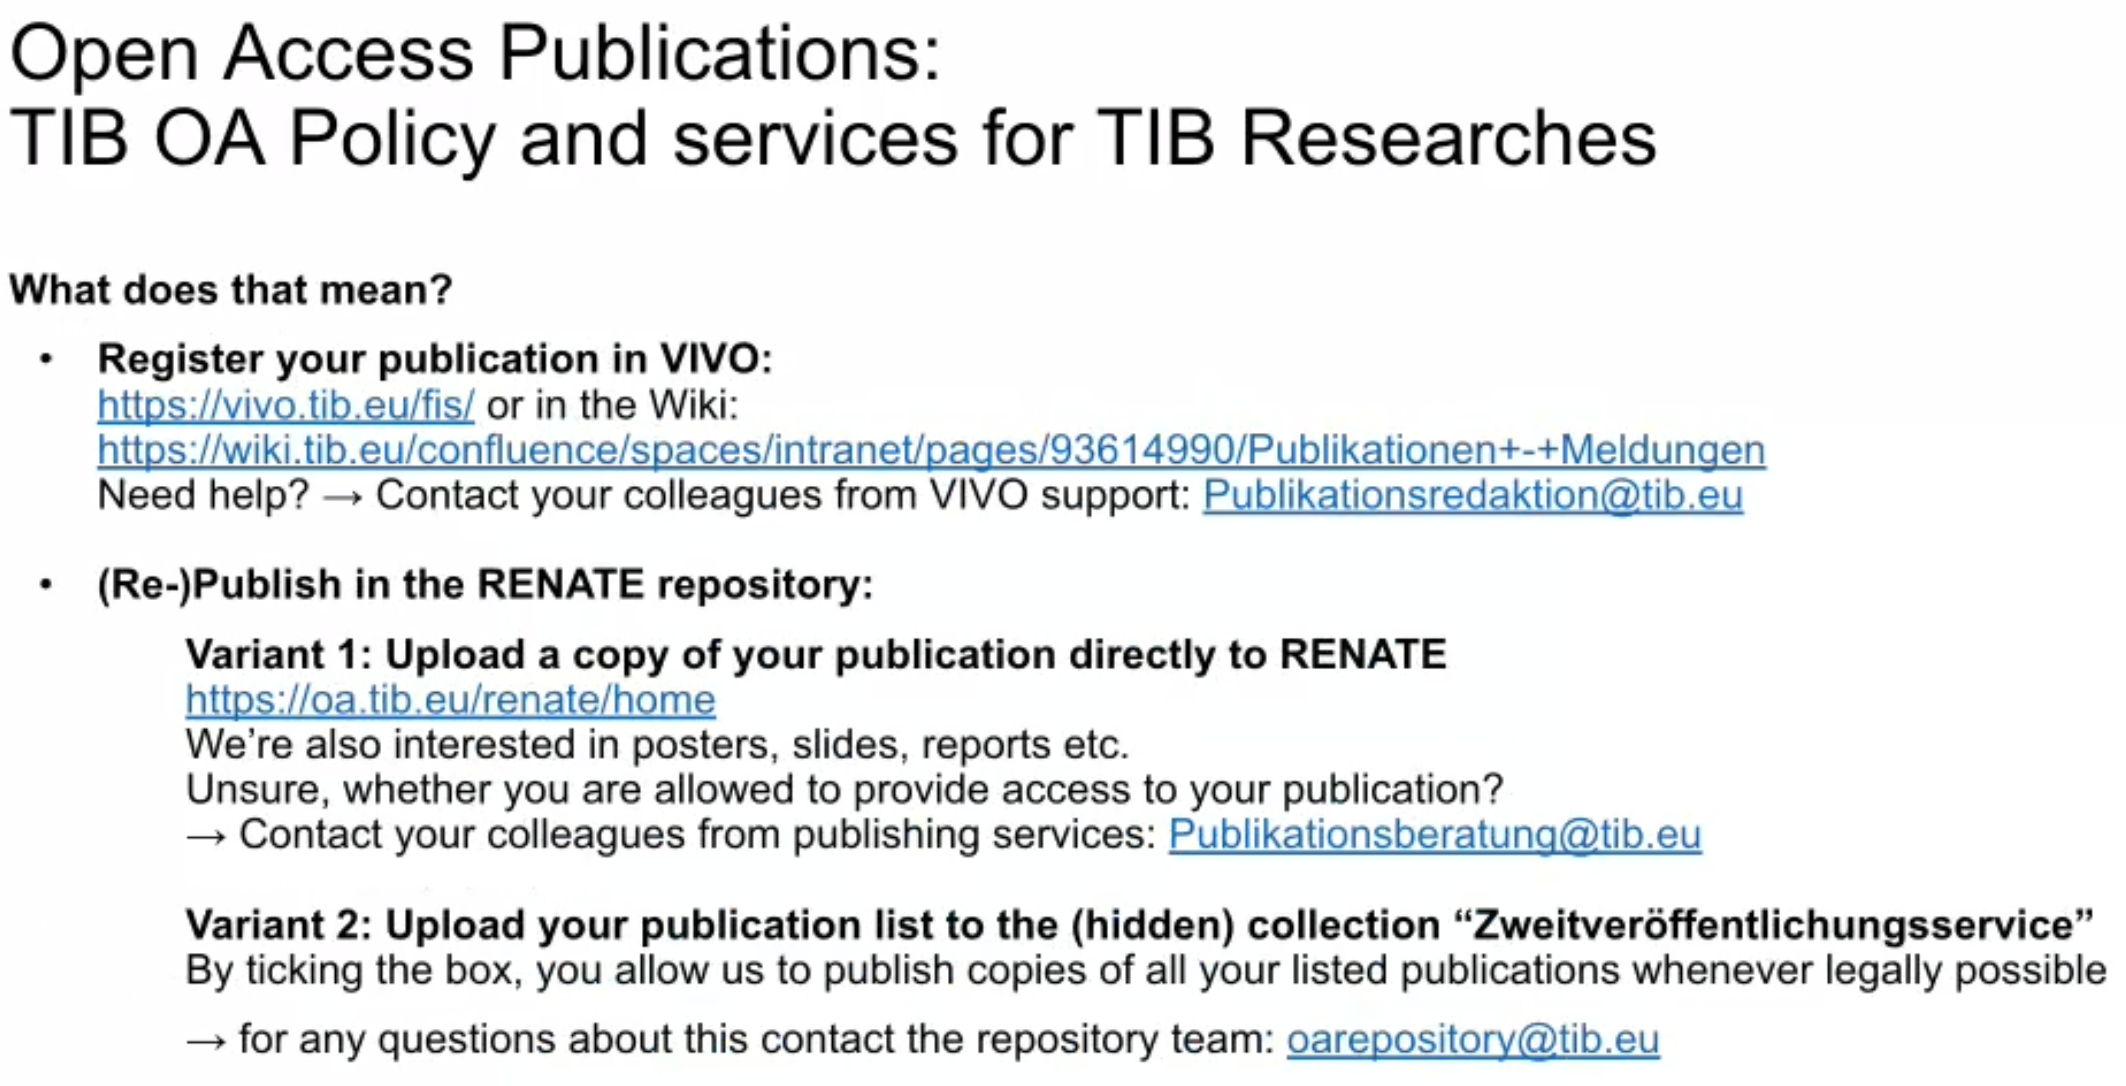 Open Access Publications:
TIB OA Policy and services for TIB Researches
What does that mean?
• Register your publication in VIVO:
https://vivo.tib.eu/fis/ or in the Wiki:
https://wiki.tib.eu/confluence/spaces/intranet/pages/93614990/Publikationen+-+Meldungen
Need help? → Contact your colleagues from VIVO support: Publikationsredaktion@tib.eu
• (Re-)Publish in the RENATE repository:
Variant 1: Upload a copy of your publication directly to RENATE
https://oa.tib.eu/renate/home
We’re also interested in posters, slides, reports etc.
Unsure, whether you are allowed to provide access to your publication?
→ Contact your colleagues from publishing services: Publikationsberatung@tib.eu
Variant 2: Upload your publication list to the (hidden) collection “Zweitveröffentlichungsservice”
By ticking the box, you allow us to publish copies of all your listed publications whenever legally possible
→ for any questions about this contact the repository team: oarepository@tib.eu